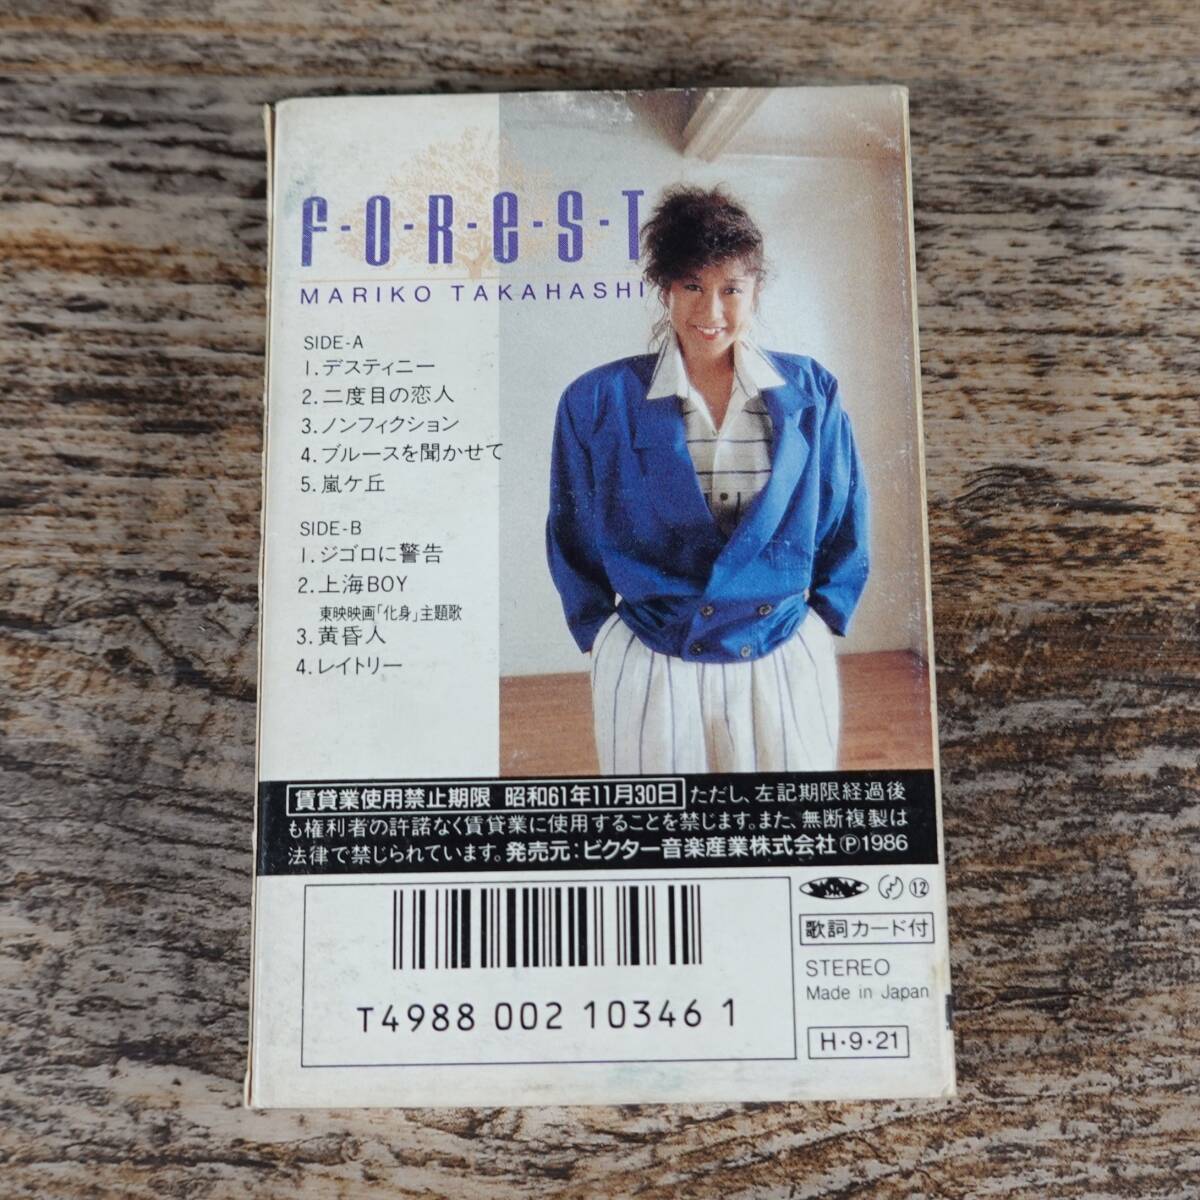 F-O-R-e-S-T
MARIKO TAKAHASHI
SIDE-A
1.デスティニー
2.二度目の恋人
3.ノンフィクション
4.ブルースを聞かせて
5.嵐ケ丘
SIDE-B
1.ジゴロに警告
2.上海BOY
東映映画「化身」主題歌
3.黄昏人
4.レイトリー
賃貸業使用禁止期限 昭和61年11月30日 ただし、左記期限経過後
も権利者の許諾なく賃貸業に使用することを禁じます。また、無断複製は
法律で禁じられています。発売元:ビクター音楽産業株式会社Ⓟ1986
T4988 002 10346 1
⑫
歌詞カード付
STEREO
Made in Japan
H・9・21